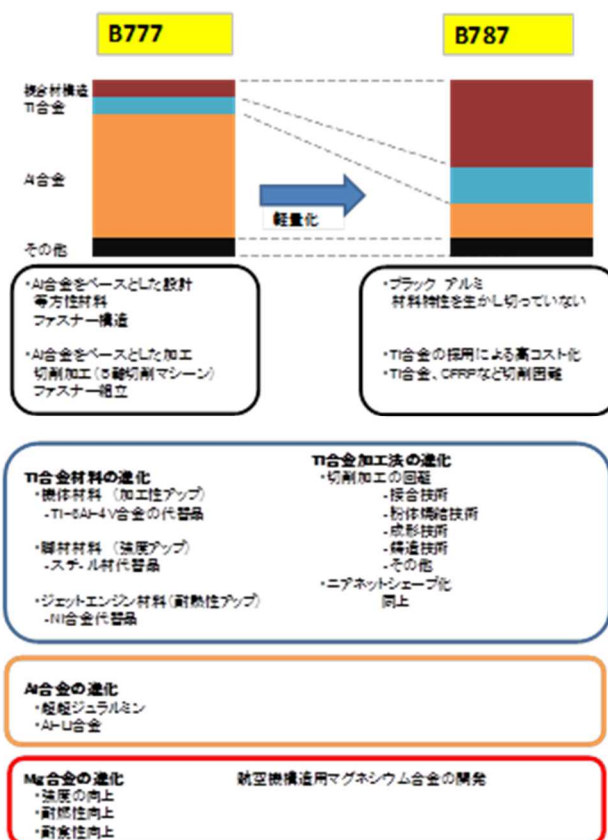 B777
B787
複合材構造
Ti合金
Al合金
その他
軽量化
・Al合金をベースとした設計
等方性材料
ファスナー構造
・Al合金をベースとした加工
切削加工（5軸切削マシーン）
ファスナー組立
・ブラック アルミ
材料特性を生かし切っていない
・Ti合金の採用による高コスト化
・Ti合金、CFRPなど切削困難
Ti合金材料の進化
・機体材料 （加工性アップ）
-Ti-6Al-4V合金の代替品
・脚材材料 （強度アップ）
-スチール材代替品
・ジェットエンジン材料（耐熱性アップ）
-Ni合金代替品
Ti合金加工法の進化
・切削加工の回避
-接合技術
-粉体焼結技術
-成形技術
-鋳造技術
-その他
・ニアネットシェープ化
同上
Al合金の進化
・超超ジュラルミン
・Al-Li合金
Mg合金の進化
航空機構造用マグネシウム合金の開発
・強度の向上
・耐燃性向上
・耐食性向上